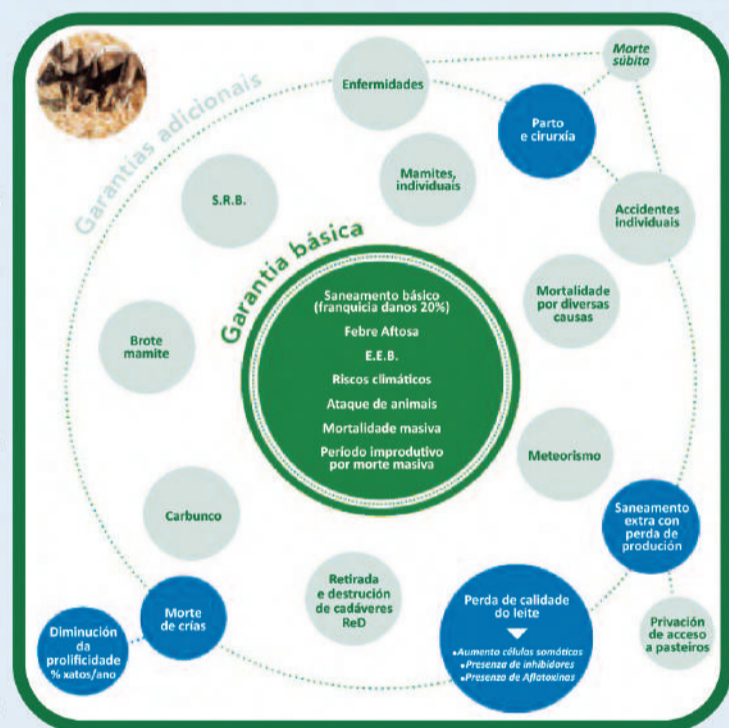 Garantias adicionais
Enfermidades
Morte
súbita
Parto
e cirurxía
Mamites,
individuais
S.R.B.
Accidentes
individuais
Garantia básica
Saneamento básico
(franquicia danos 20%)
Febre Aftosa
E.E.B.
Riscos climáticos
Ataque de animais
Mortalidade masiva
Período improdutivo
por morte masiva
Mortalidade
por diversas
causas
Brote
mamite
Meteorismo
Carbunco
Saneamento
extra con
perda de
produción
Retirada
e destrución
de cadáveres
ReD
Perda de calidade
do leite
•Aumento células somáticas
•Presenza de inhibidores
•Presenza de Aflatoxinas
Morte
de crías
Diminución
da
prolificidade
% xatos/ano
Privación
de acceso
a pasteiros